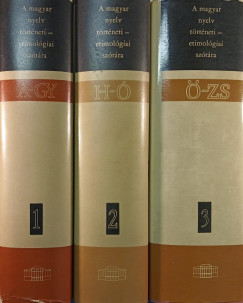 A magyar
nyelv
történeti –
etimológiai
szótára
A-GY
1
A magyar
nyelv
történeti –
etimológiai
szótára
H-Ó
2
A magyar
nyelv
történeti –
etimológiai
szótára
Ö-ZS
3